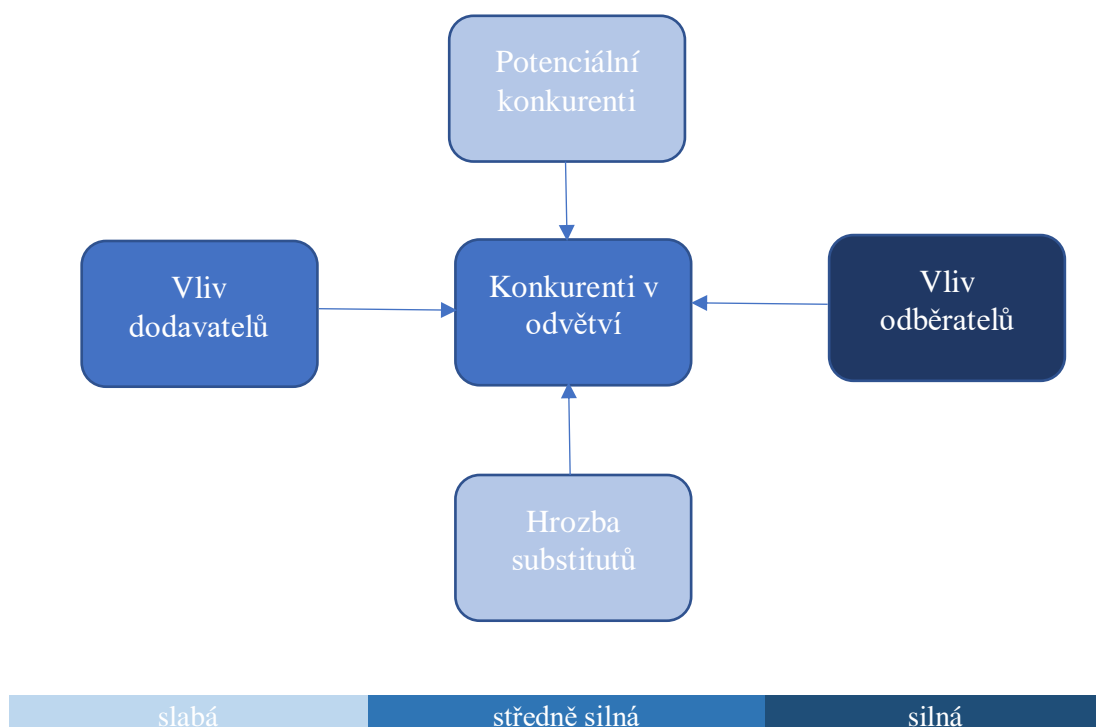 Potenciální
konkurenti
Vliv
dodavatelů
Konkurenti v
odvětví
Vliv
odběratelů
Hrozba
substitutů
slabá
středně silná
silná